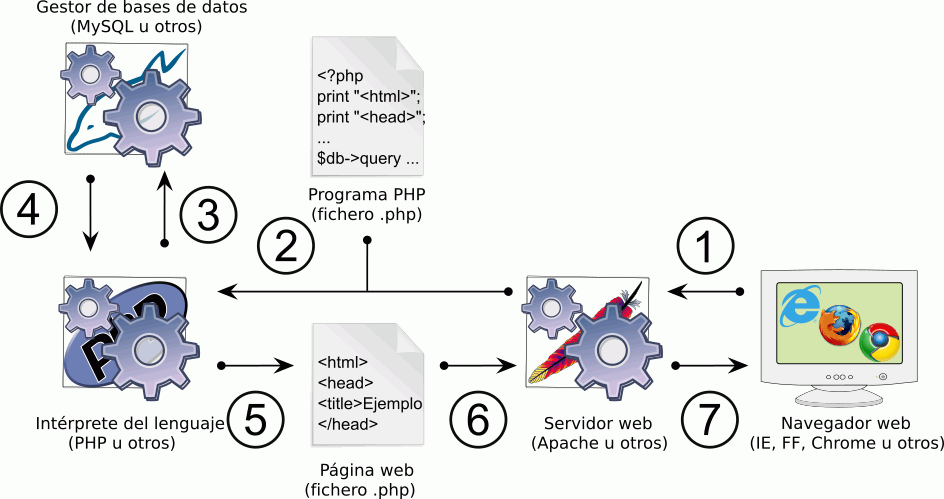 Gestor de bases de datos
(MySQL u otros)
<?php
print "<html>";
print "<head>";
...
$db->query ...
Programa PHP
(fichero .php)
4
3
2
1
Intérprete del lenguaje
(PHP u otros)
5
<html>
<head>
<title>Ejemplo
</head>
Página web
(fichero .php)
6
Servidor web
(Apache u otros)
7
Navegador web
(IE, FF, Chrome u otros)